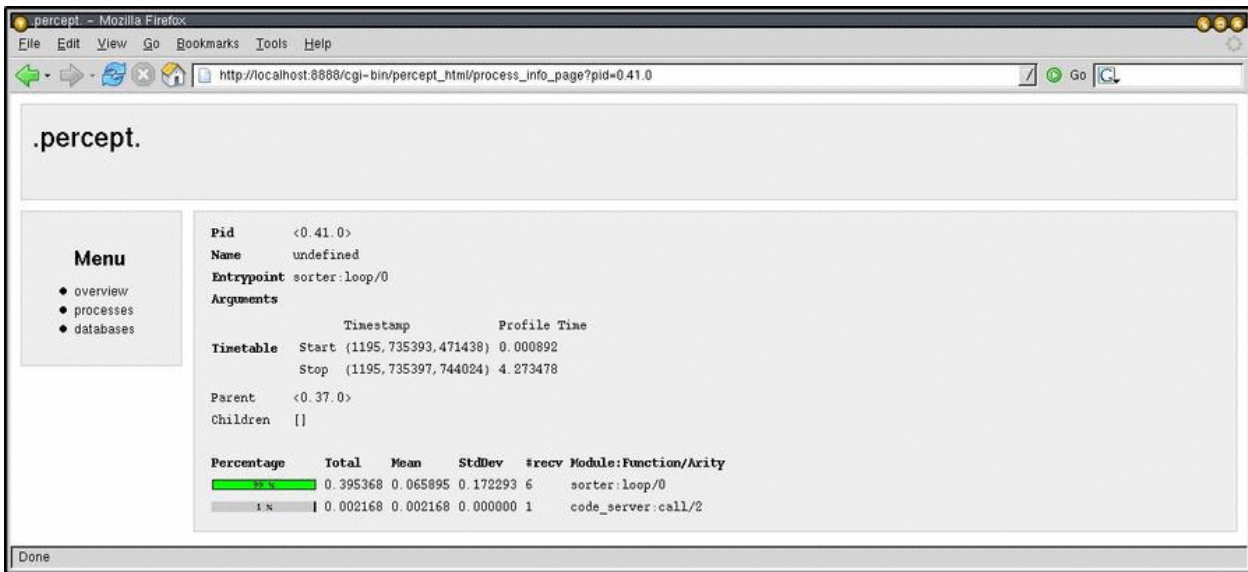 .percept. - Mozilla Firefox
File Edit View Go Bookmarks Tools Help
http://localhost:8888/cgi-bin/percept_html/process_info_page?pid=0.41.0 Go
.percept.
Menu
overview
processes
databases
Pid <0.41.0>
Name undefined
Entrypoint sorter:loop/0
Arguments
Timestamp Profile Time
Timetable Start {1195,735393,471438} 0.000892
Stop {1195,735397,744024} 4.273478
Parent <0.37.0>
Children []
Percentage Total Mean StdDev #recv Module:Function/Arity
99 % 0.395368 0.065895 0.172293 6 sorter:loop/0
1 % 0.002168 0.002168 0.000000 1 code_server:call/2
Done